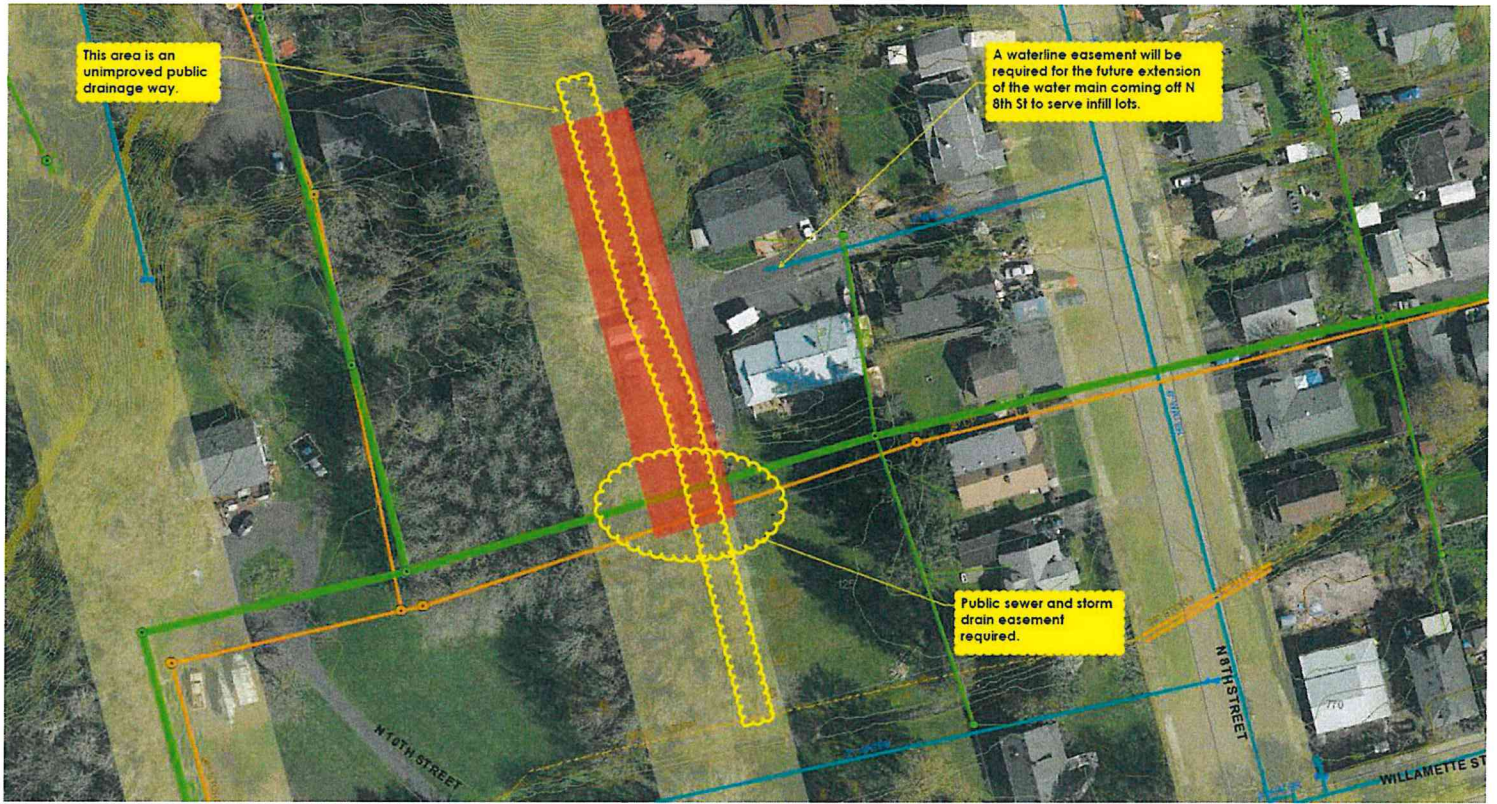 This area is an
unimproved public
drainage way.
A waterline easement will be
required for the future extension
of the water main coming off N
8th St to serve infill lots.
Public sewer and storm
drain easement
required.
N 8TH STREET
770
N 10TH STREET
WILLAMETTE ST